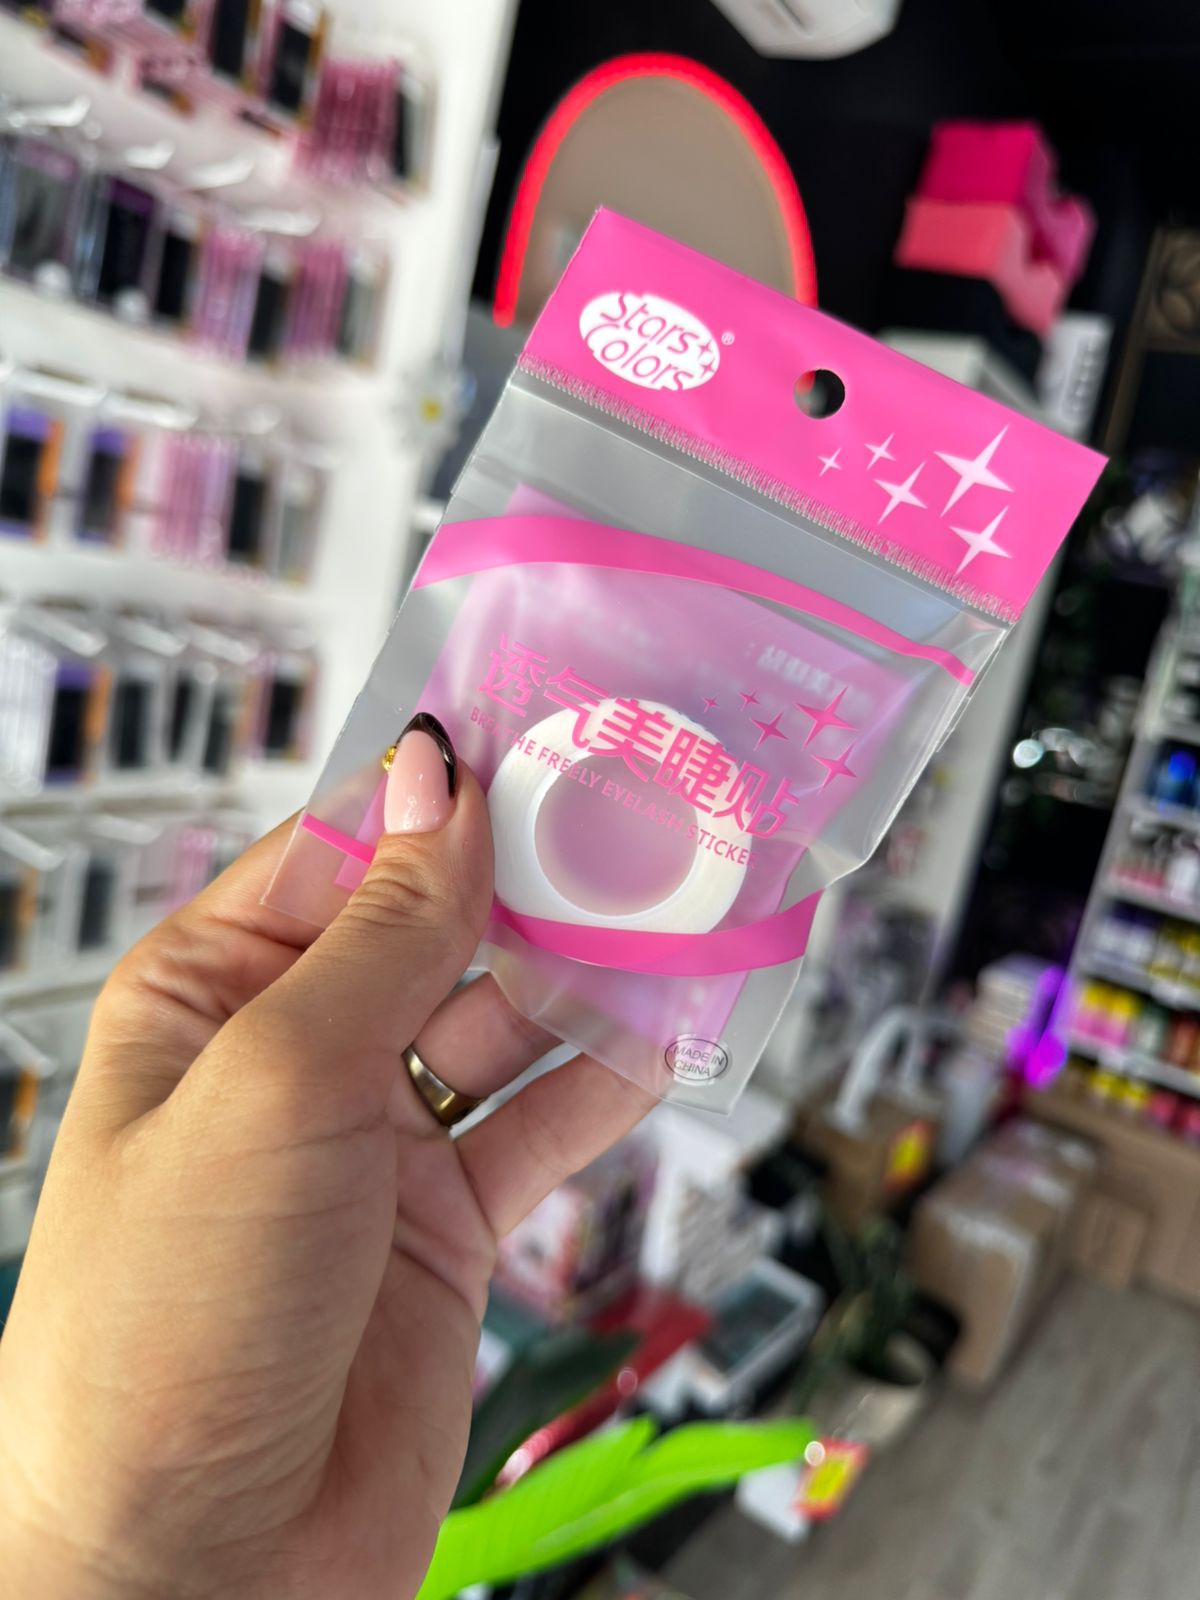 Stars
Colors
®
透气美睫贴
BREATHE FREELY EYELASH STICKER
MADE IN
CHINA